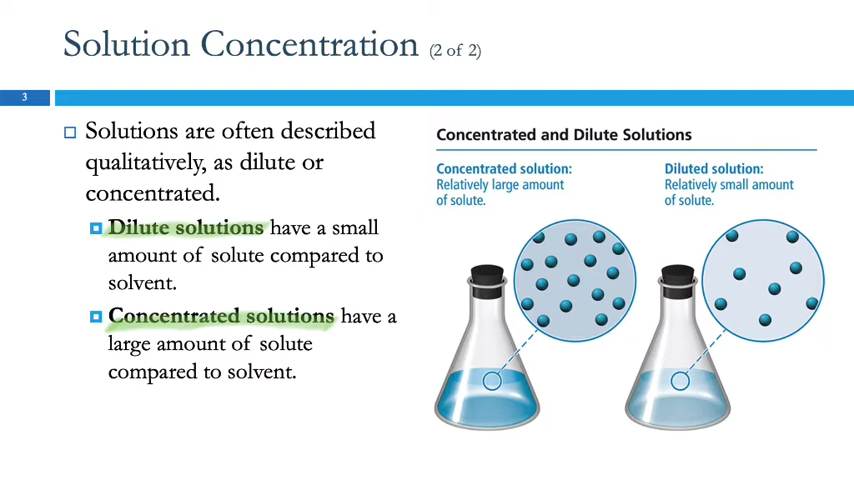 Solution Concentration (2 of 2)
3
Solutions are often described
qualitatively, as dilute or
concentrated.
Dilute solutions have a small
amount of solute compared to
solvent.
Concentrated solutions have a
large amount of solute
compared to solvent.
Concentrated and Dilute Solutions
Concentrated solution:
Relatively large amount
of solute.
Diluted solution:
Relatively small amount
of solute.